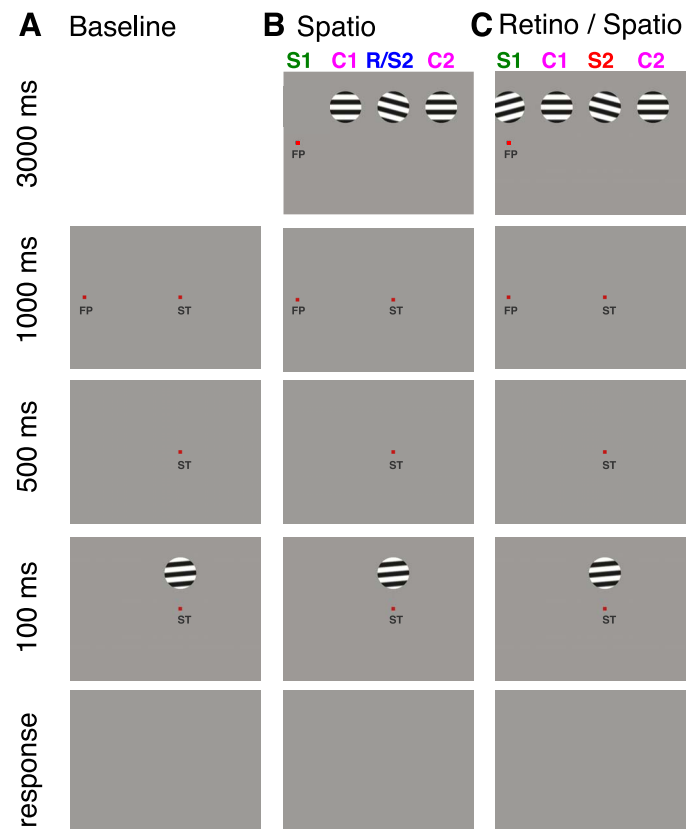 A Baseline B Spatio C Retino / Spatio
S1 C1 R/S2 C2 S1 C1 S2 C2
3000 ms
FP FP
1000 ms
FP ST FP ST FP ST
500 ms
ST ST ST
100 ms
ST ST ST
response